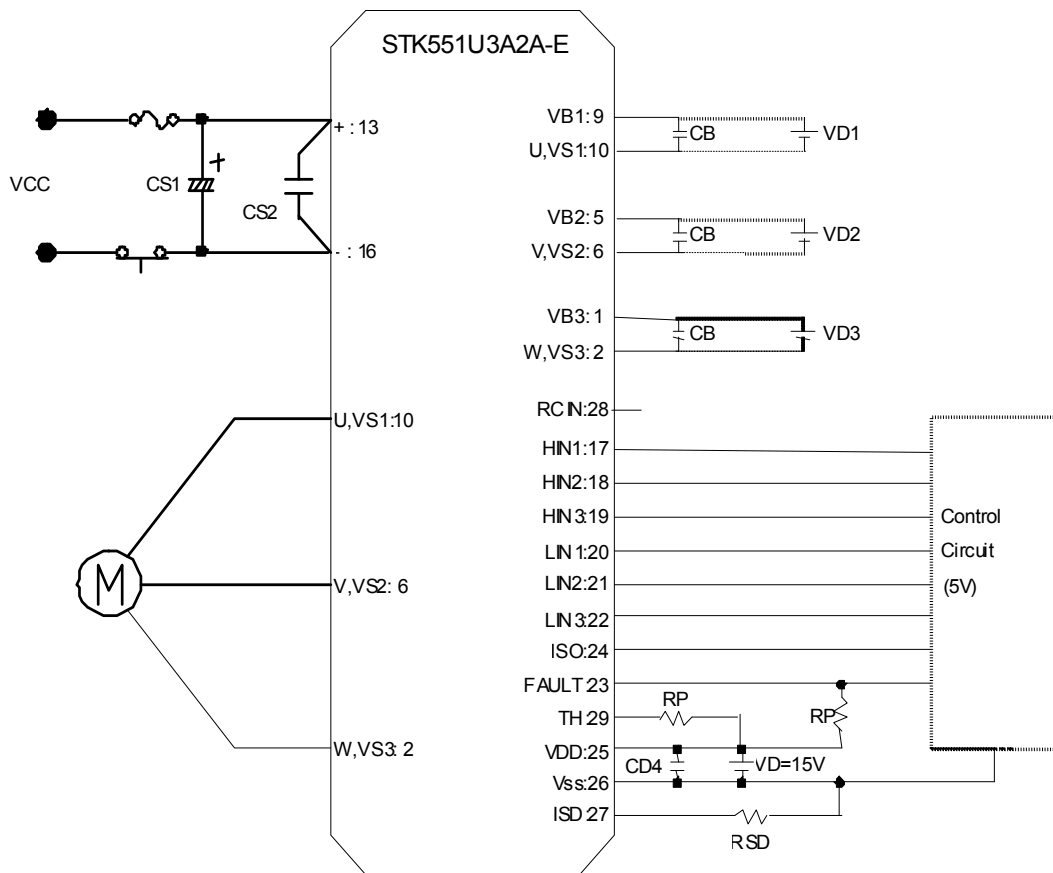 STK551U3A2A-E
VB1:9
CB
VD1
+ : 13
U,VS1:10
VCC
CS1
+
CS2
VB2:5
CB
VD2
- : 16
V,VS2:6
VB3:1
CB
VD3
W,VS3:2
RCIN:28
U,VS1:10
HIN1:17
HIN2:18
HIN3:19
Control
LIN1:20
Circuit
M
V,VS2: 6
LIN2:21
(5V)
LIN3:22
ISO:24
FAULT:23
RP
RP
TH:29
W,VS3: 2
VDD:25
CD4
VD=15V
Vss:26
ISD:27
RSD